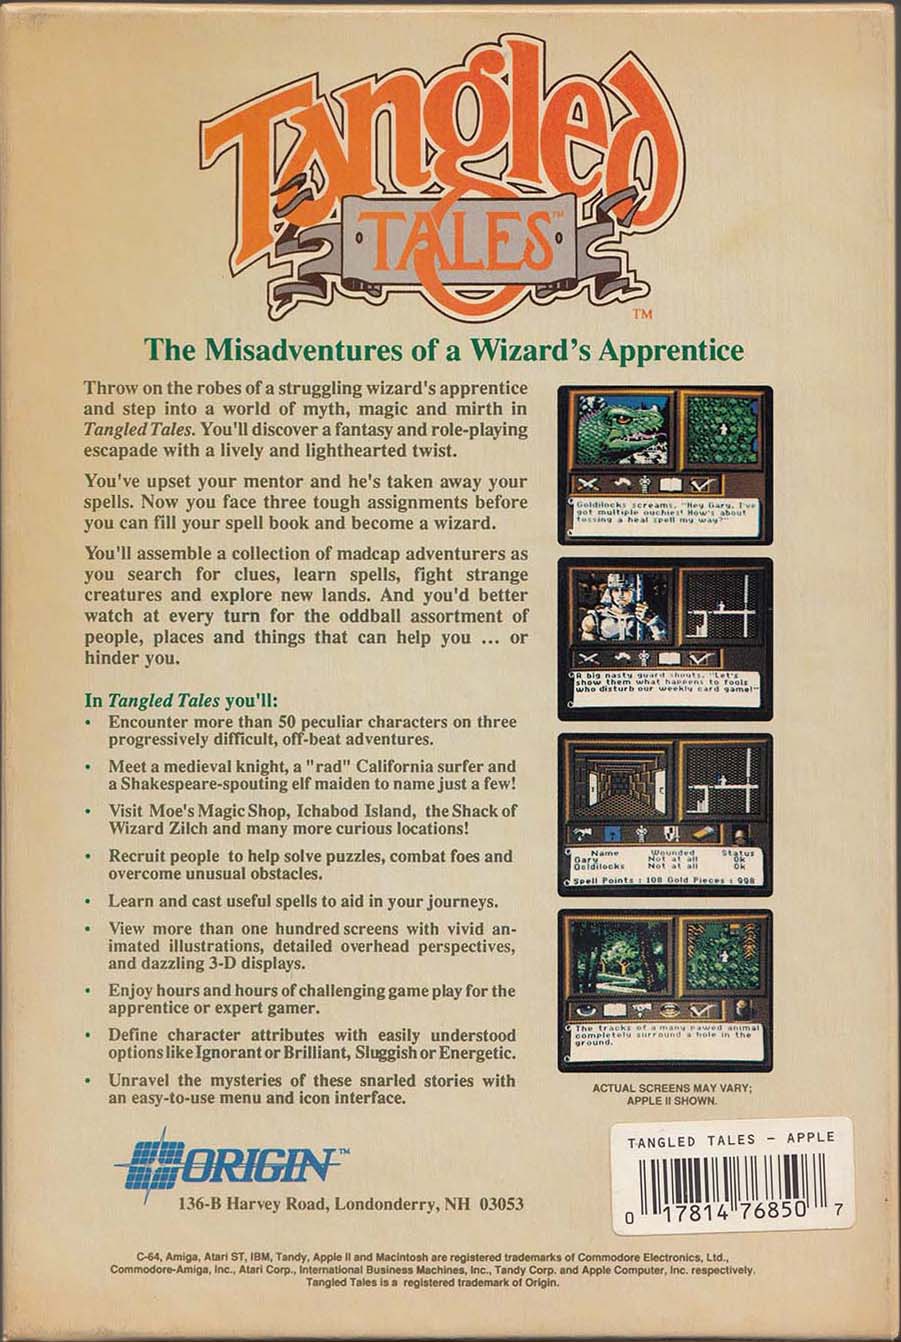 Tangled
TALES™
TM
The Misadventures of a Wizard's Apprentice
Throw on the robes of a struggling wizard's apprentice
and step into a world of myth, magic and mirth in
Tangled Tales. You'll discover a fantasy and role-playing
escapade with a lively and lighthearted twist.
You've upset your mentor and he's taken away your
spells. Now you face three tough assignments before
you can fill your spell book and become a wizard.
You'll assemble a collection of madcap adventurers as
you search for clues, learn spells, fight strange
creatures and explore new lands. And you'd better
watch at every turn for the oddball assortment of
people, places and things that can help you ... or
hinder you.
In Tangled Tales you'll:
• Encounter more than 50 peculiar characters on three
progressively difficult, off-beat adventures.
• Meet a medieval knight, a "rad" California surfer and
a Shakespeare-spouting elf maiden to name just a few!
• Visit Moe's Magic Shop, Ichabod Island, the Shack of
Wizard Zilch and many more curious locations!
• Recruit people to help solve puzzles, combat foes and
overcome unusual obstacles.
• Learn and cast useful spells to aid in your journeys.
• View more than one hundred screens with vivid an-
imated illustrations, detailed overhead perspectives,
and dazzling 3-D displays.
• Enjoy hours and hours of challenging game play for the
apprentice or expert gamer.
• Define character attributes with easily understood
options like Ignorant or Brilliant, Sluggish or Energetic.
• Unravel the mysteries of these snarled stories with
an easy-to-use menu and icon interface.
Goldilocks screams, "Hey Gary, I've
got multiple ouchies! How's about
tossing a heal spell my way?"
A big nasty guard shouts, "Let's
show them what happens to fools
who disturb our weekly card game!"
Name Wounded Status
Gary Not at all Ok
Goldilocks Not at all Ok
Spell Points : 108 Gold Pieces : 998
The tracks of a many pawed animal
completely surround a hole in the
ground.
ACTUAL SCREENS MAY VARY;
APPLE II SHOWN.
ORIGIN™
136-B Harvey Road, Londonderry, NH 03053
TANGLED TALES - APPLE
0 17814 76850 7
C-64, Amiga, Atari ST, IBM, Tandy, Apple II and Macintosh are registered trademarks of Commodore Electronics, Ltd.,
Commodore-Amiga, Inc., Atari Corp., International Business Machines, Inc., Tandy Corp. and Apple Computer, Inc. respectively.
Tangled Tales is a registered trademark of Origin.